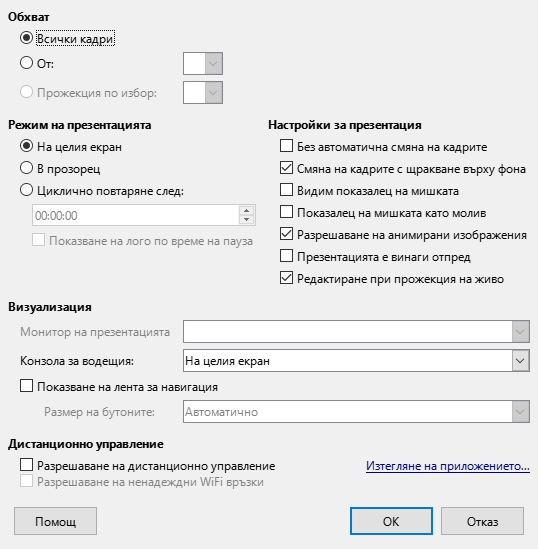 Обхват
Всички кадри
От:
Прожекция по избор:
Режим на презентацията
На целия екран
В прозорец
Циклично повтаряне след:
00:00:00
Показване на лого по време на пауза
Настройки за презентация
Без автоматична смяна на кадрите
Смяна на кадрите с щракване върху фона
Видим показалец на мишката
Показалец на мишката като молив
Разрешаване на анимирани изображения
Презентацията е винаги отпред
Редактиране при прожекция на живо
Визуализация
Монитор на презентацията
Конзола за водещия: На целия екран
Показване на лента за навигация
Размер на бутоните: Автоматично
Дистанционно управление
Разрешаване на дистанционно управление Изтегляне на приложението...
Разрешаване на ненадеждни WiFi връзки
Помощ OK Отказ